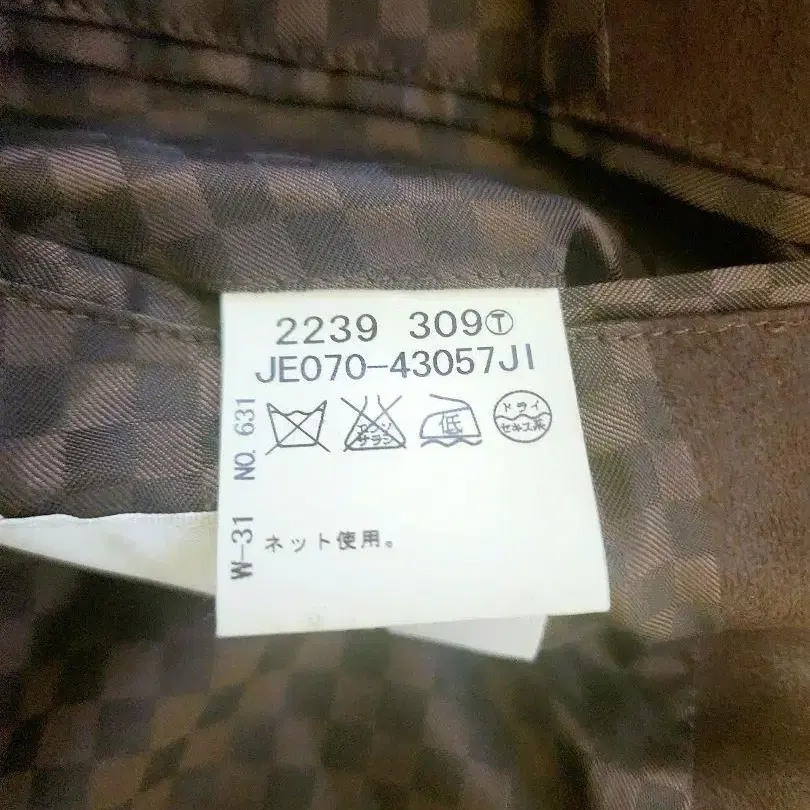 2239 309Ⓣ
JE070-43057JI
エンソ
サラシ
低
ドライ
セキユ系
ネット使用。
W-31 NO. 631